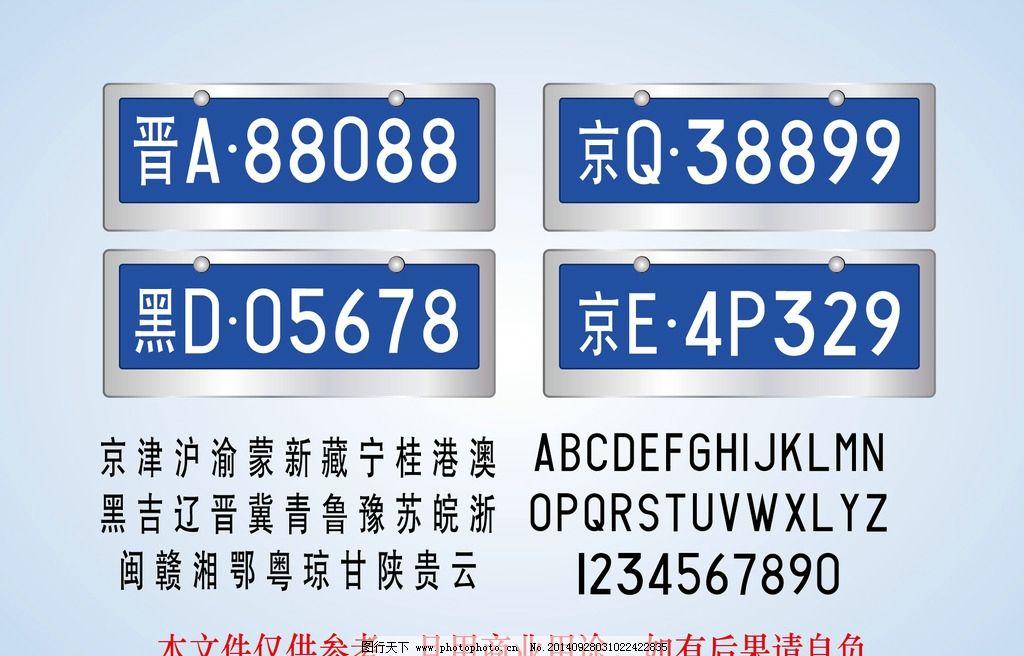 晋A·88088
京Q·38899
黑D·05678
京E·4P329
京津沪渝蒙新藏宁桂港澳
黑吉辽晋冀青鲁豫苏皖浙
闽赣湘鄂粤琼甘陕贵云
ABCDEFGHIJKLMN
OPQRSTUVWXLYZ
1234567890
本文件仅供参考 如有后果请自负
图行天下 www.photophoto.cn No.20140928031022422835